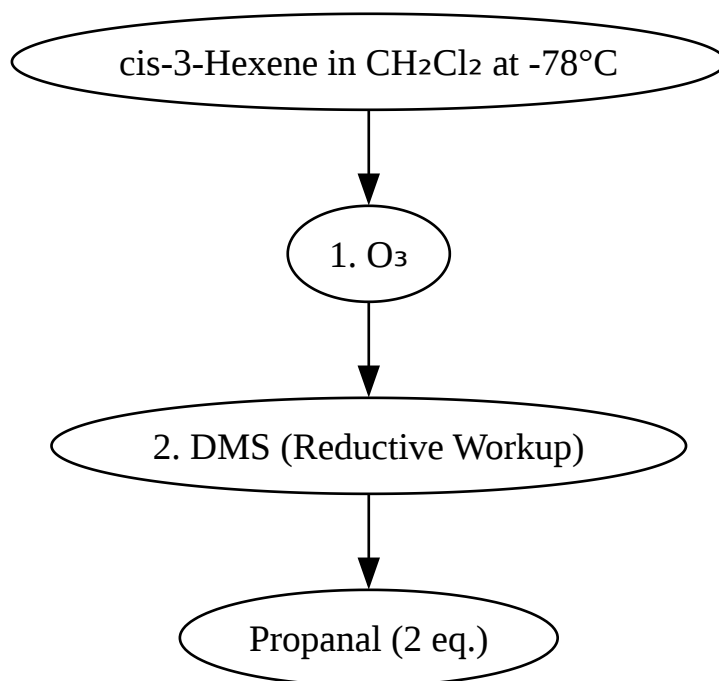 cis-3-Hexene in CH₂Cl₂ at -78°C
1. O₃
2. DMS (Reductive Workup)
Propanal (2 eq.)